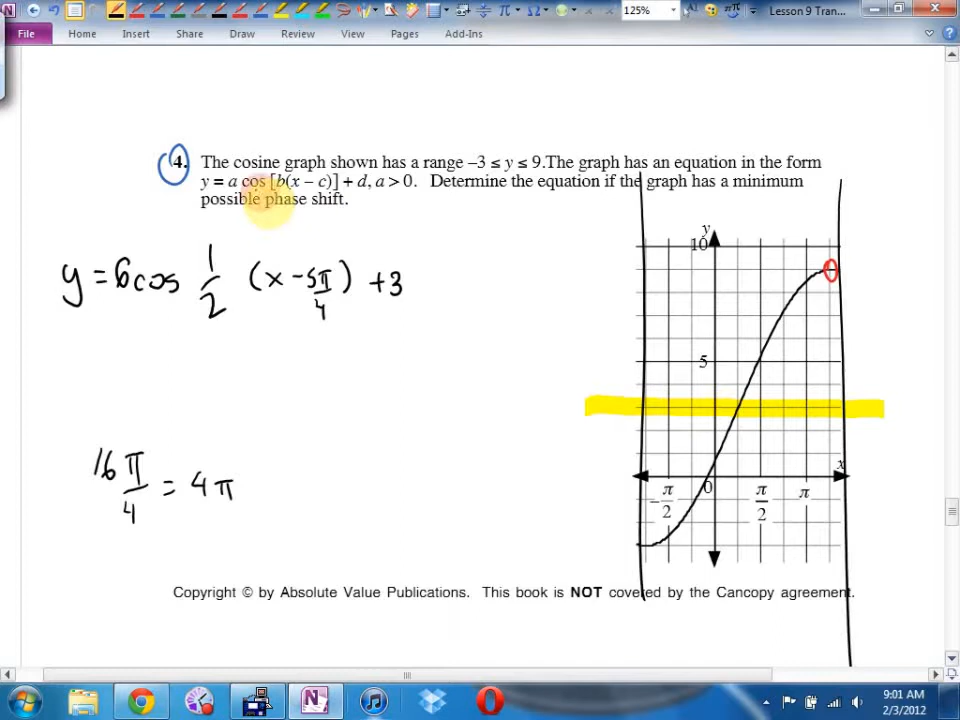 125%
Lesson 9 Tran...
File Home Insert Share Draw Review View Pages Add-Ins
4. The cosine graph shown has a range –3 ≤ y ≤ 9.The graph has an equation in the form
y = a cos [b(x – c)] + d, a > 0. Determine the equation if the graph has a minimum
possible phase shift.
y = 6cos 1/2 (x - 5π/4) + 3
y
10
5
x
0
-π/2 π/2 π
16π/4 = 4π
Copyright © by Absolute Value Publications. This book is NOT covered by the Cancopy agreement.
9:01 AM
2/3/2012